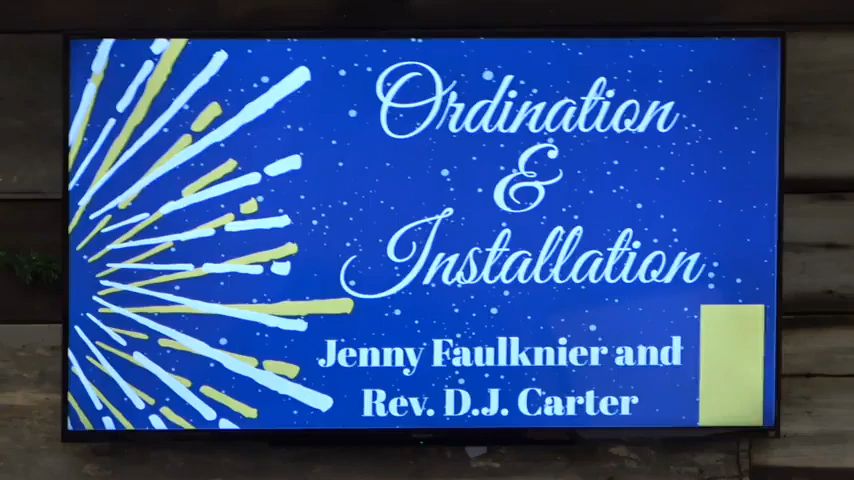 Ordination
&
Installation
Jenny Faulknier and
Rev. D.J. Carter